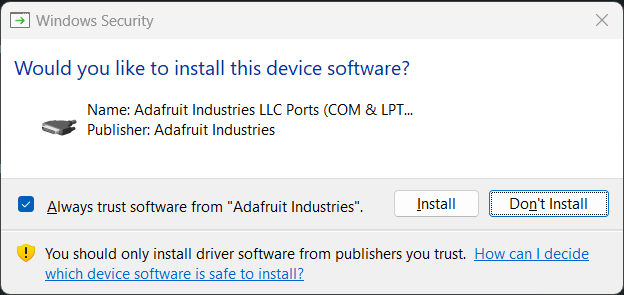 Windows Security
Would you like to install this device software?
Name: Adafruit Industries LLC Ports (COM & LPT...
Publisher: Adafruit Industries
Always trust software from "Adafruit Industries".
Install
Don't Install
You should only install driver software from publishers you trust. How can I decide
which device software is safe to install?